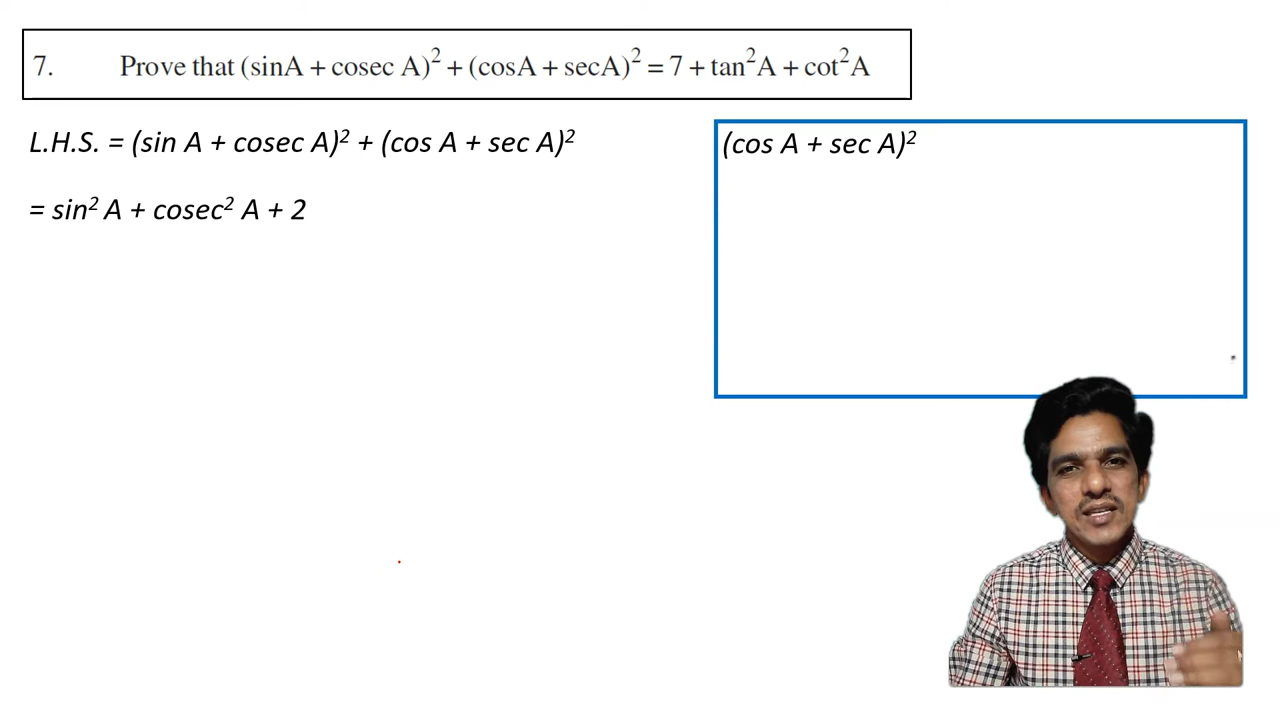 7. Prove that (sinA + cosec A)² + (cosA + secA)² = 7 + tan²A + cot²A
L.H.S. = (sin A + cosec A)² + (cos A + sec A)²
= sin² A + cosec² A + 2
(cos A + sec A)²